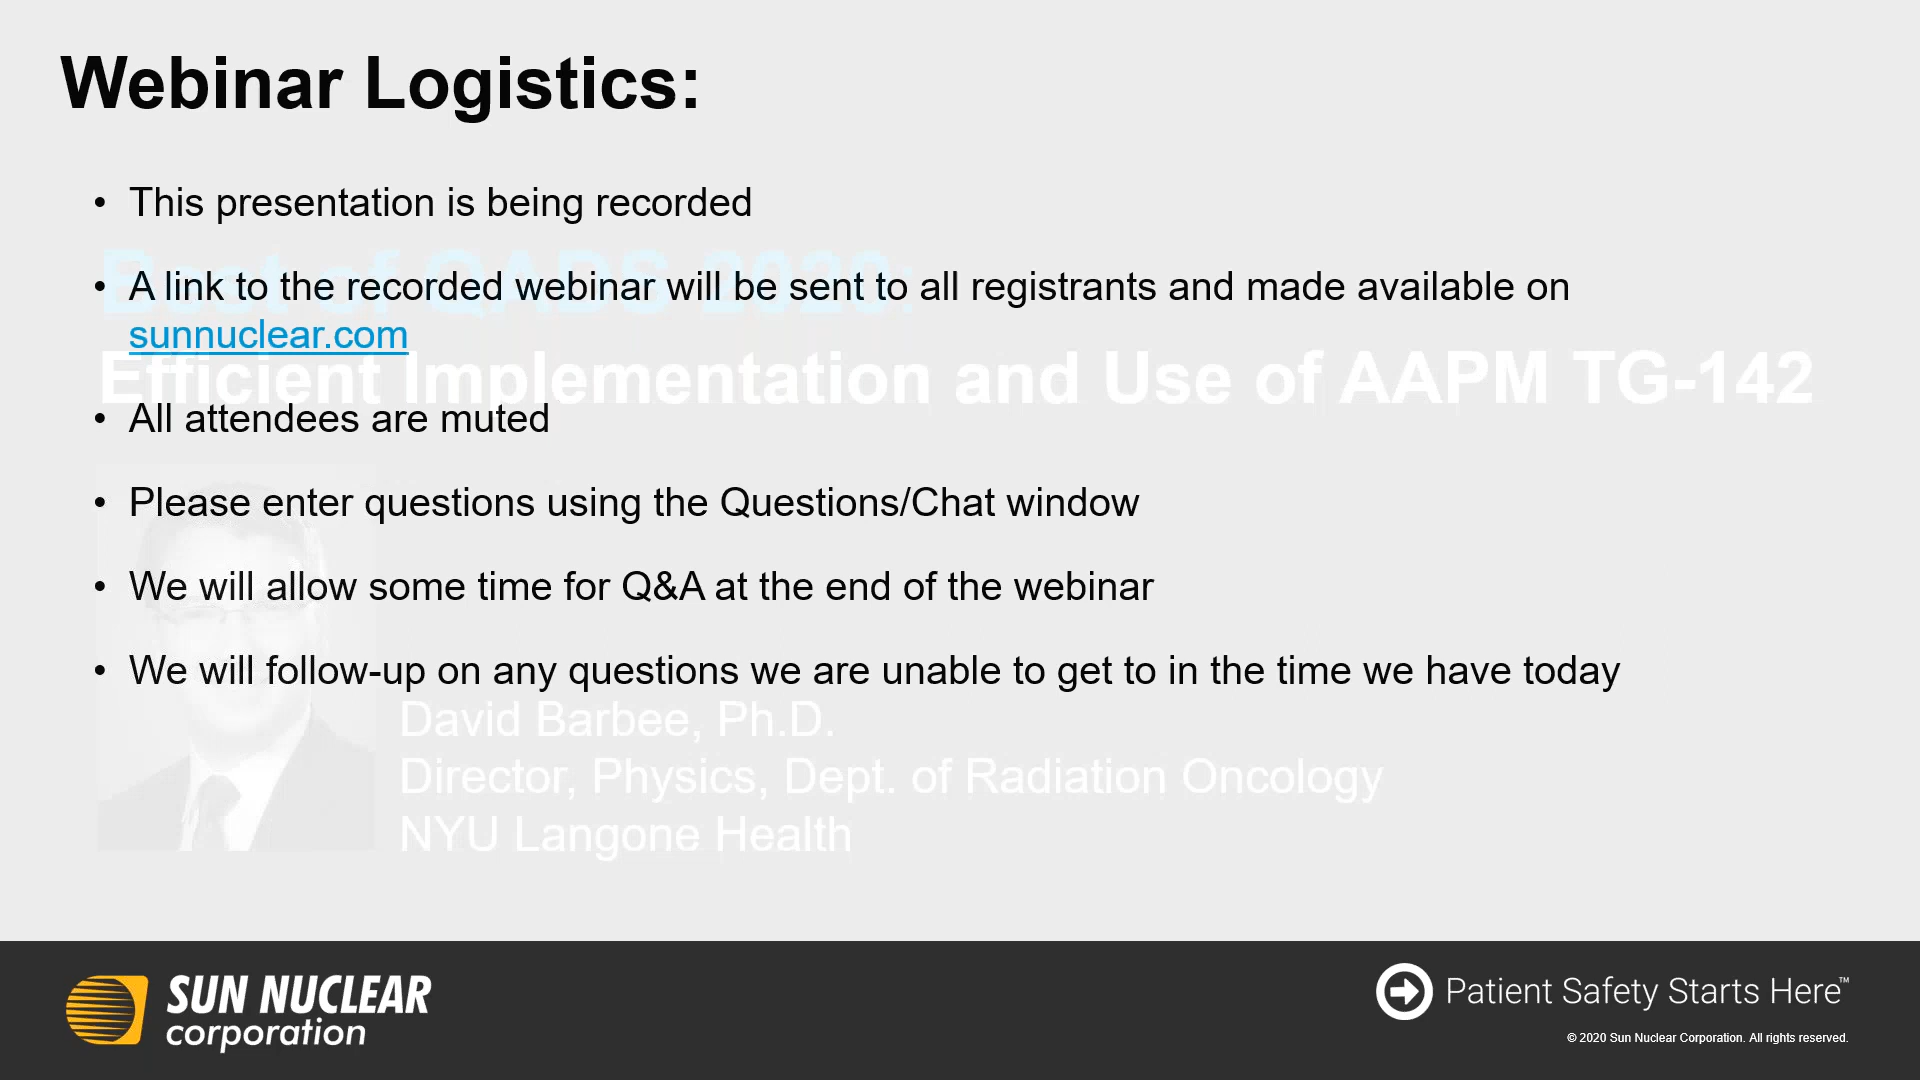 Webinar Logistics:
• This presentation is being recorded
Best of QADS 2020:
• A link to the recorded webinar will be sent to all registrants and made available on
sunnuclear.com
Efficient Implementation and Use of AAPM TG-142
• All attendees are muted
• Please enter questions using the Questions/Chat window
• We will allow some time for Q&A at the end of the webinar
• We will follow-up on any questions we are unable to get to in the time we have today
David Barbee, Ph.D.
Director, Physics, Dept. of Radiation Oncology
NYU Langone Health
SUN NUCLEAR
corporation
Patient Safety Starts Here™
© 2020 Sun Nuclear Corporation. All rights reserved.